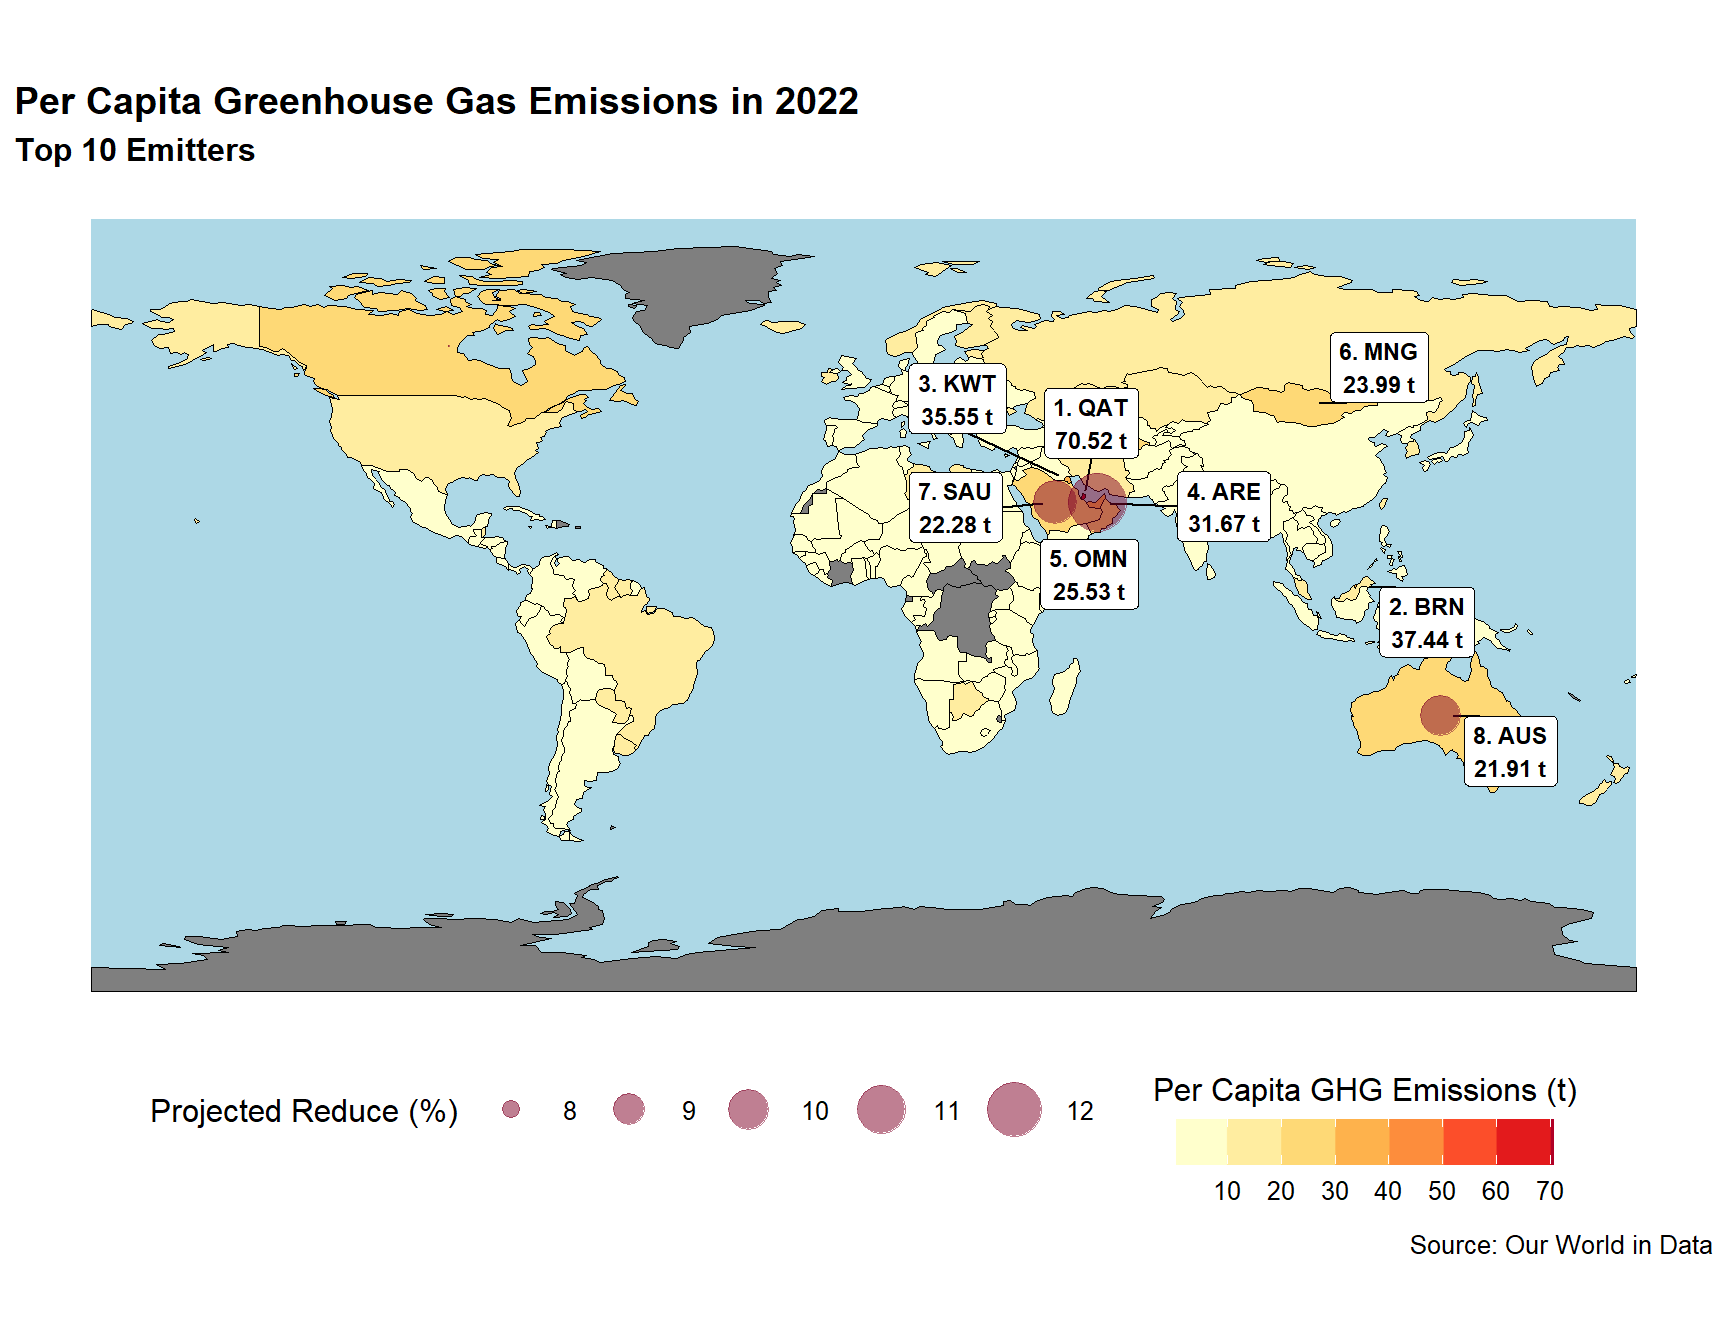 Per Capita Greenhouse Gas Emissions in 2022
Top 10 Emitters
6. MNG
23.99 t
3. KWT
35.55 t
1. QAT
70.52 t
7. SAU
22.28 t
4. ARE
31.67 t
5. OMN
25.53 t
2. BRN
37.44 t
8. AUS
21.91 t
Projected Reduce (%) 8 9 10 11 12
Per Capita GHG Emissions (t)
10 20 30 40 50 60 70
Source: Our World in Data